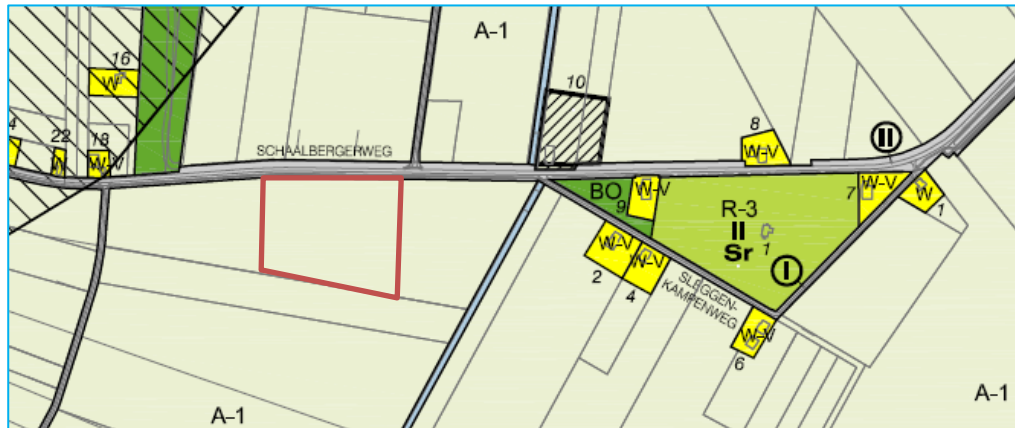 A-1
16
W
10
4
22
18
W
W-V
SCHAALBERGERWEG
8
W-V
II
BO
W-V
9
R-3
II
Sr
1
7
W-V
W
1
W-V
W-V
2
4
I
SLEGGEN-
KAMPENWEG
W-V
6
A-1
A-1